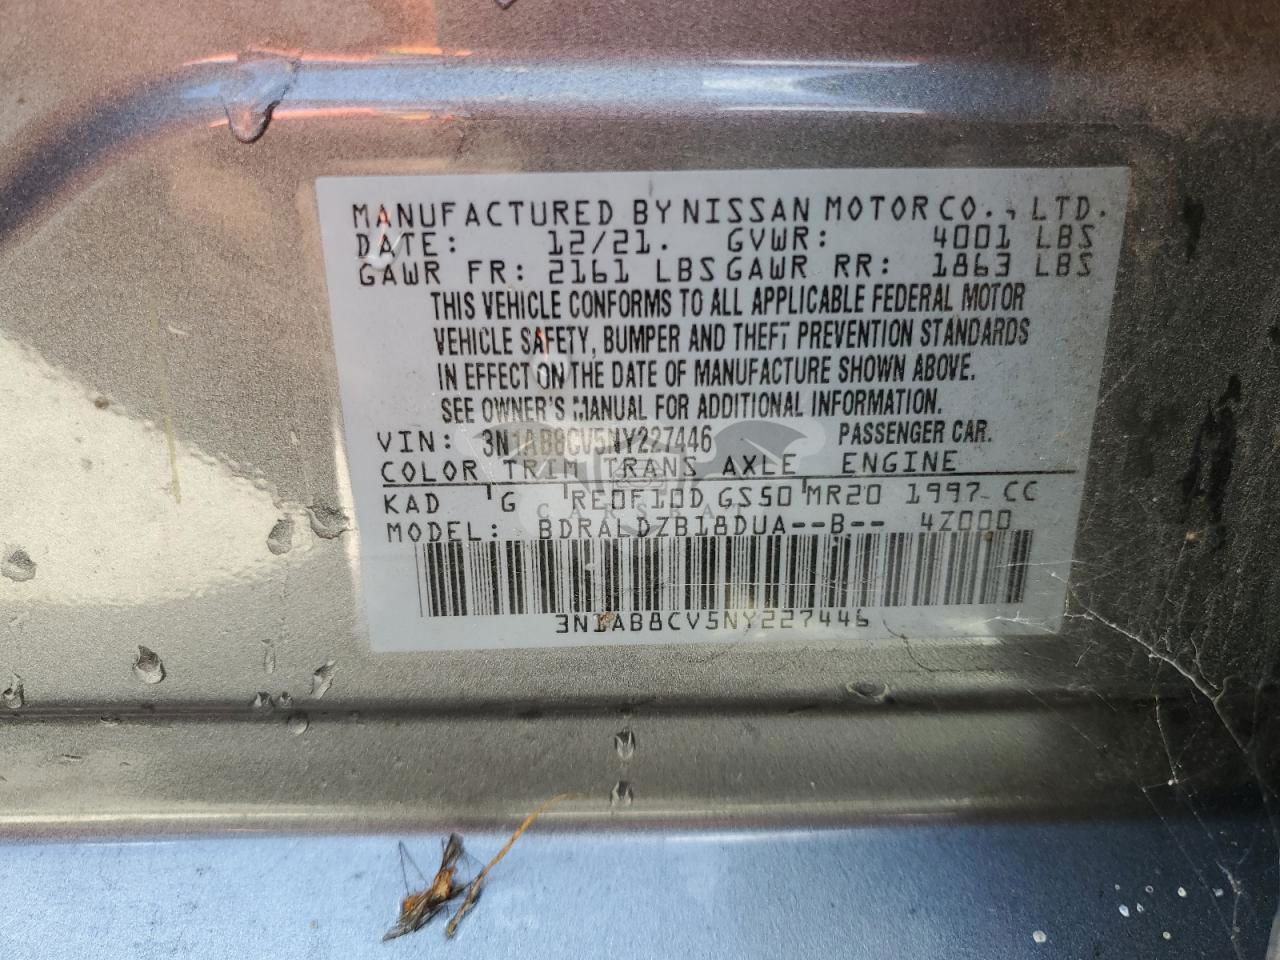 MANUFACTURED BY NISSAN MOTOR CO., LTD.
DATE: 12/21. GVWR: 4001 LBS
GAWR FR: 2161 LBS GAWR RR: 1863 LBS
THIS VEHICLE CONFORMS TO ALL APPLICABLE FEDERAL MOTOR
VEHICLE SAFETY, BUMPER AND THEFT PREVENTION STANDARDS
IN EFFECT ON THE DATE OF MANUFACTURE SHOWN ABOVE.
SEE OWNER'S MANUAL FOR ADDITIONAL INFORMATION.
VIN: 3N1AB8CV5NY227446 PASSENGER CAR.
COLOR TRIM TRANS AXLE ENGINE
KAD G RE0F10D GS50 MR20 1997 CC
CARSBAT
MODEL: BDRALDZB18DUA--B-- 4Z000
3N1AB8CV5NY227446